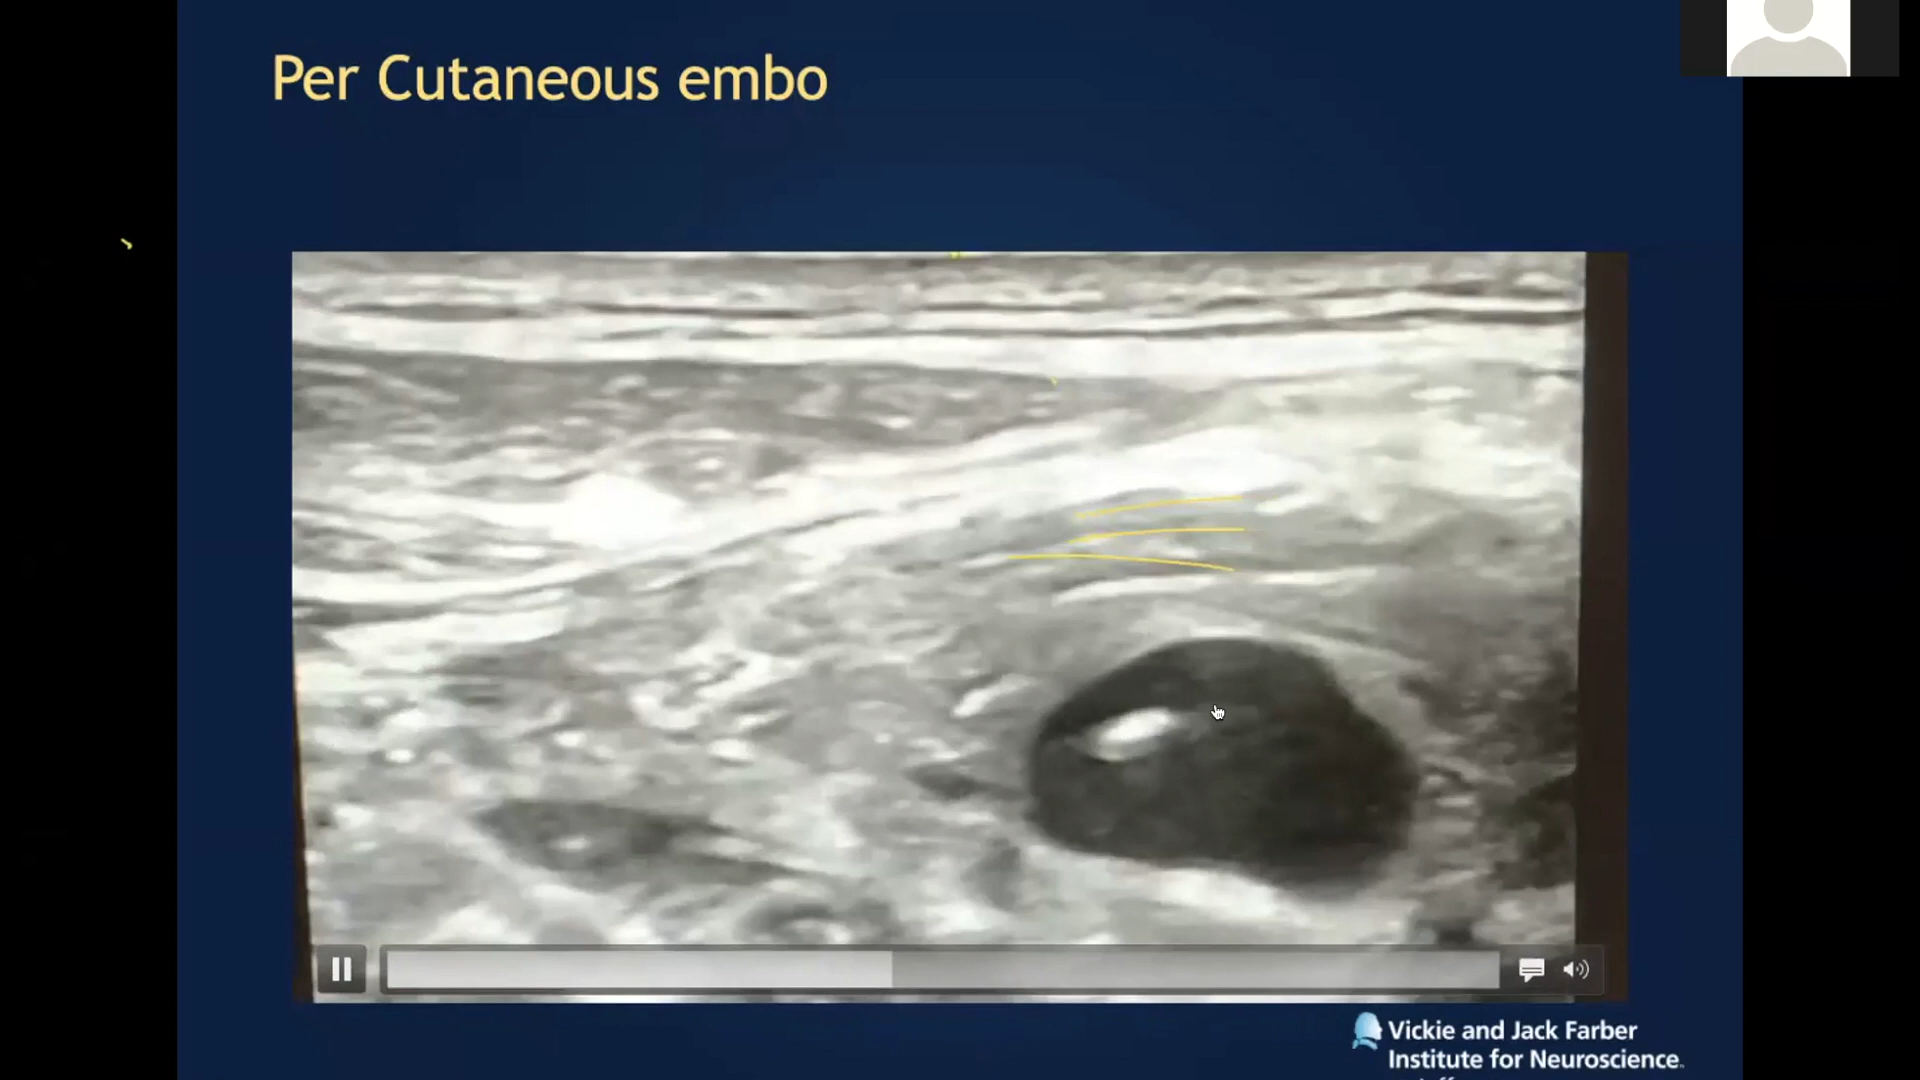 Per Cutaneous embo
Vickie and Jack Farber
Institute for Neuroscience